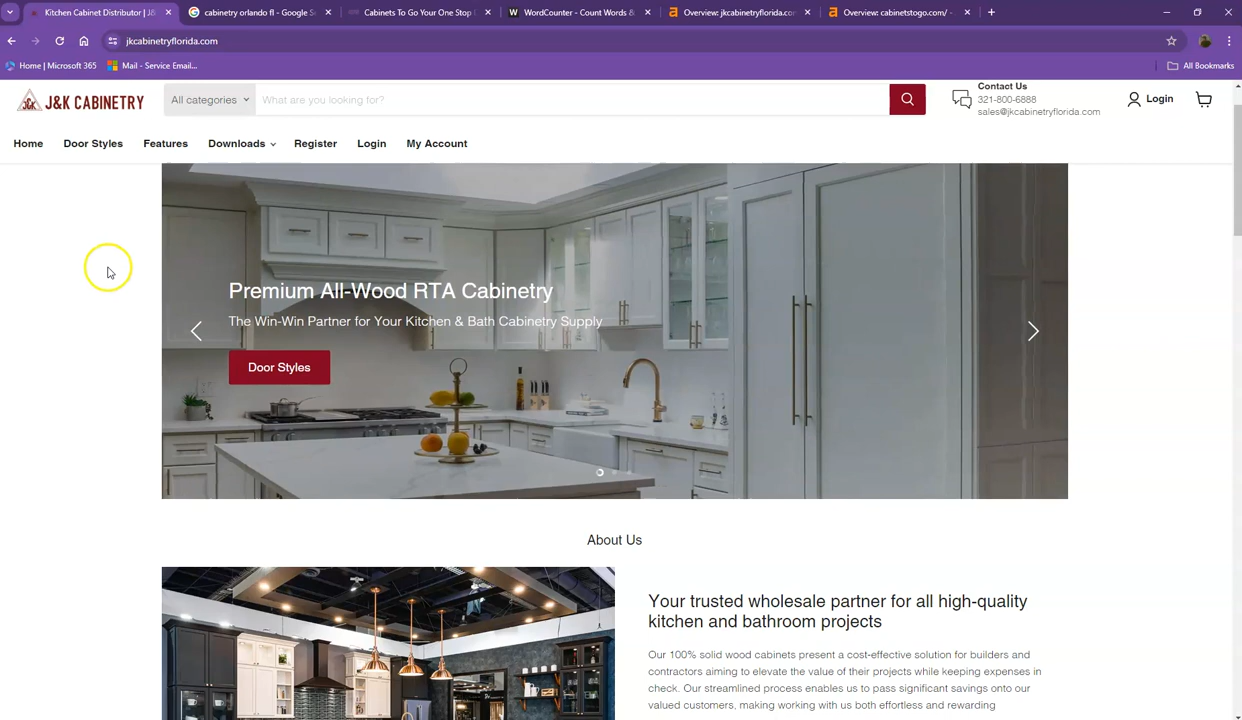 Kitchen Cabinet Distributor | J&
cabinetry orlando fl - Google Se
Cabinets To Go Your One Stop
WordCounter - Count Words &
Overview: jkcabinetryflorida.com
Overview: cabinetstogo.com/ -
jkcabinetryflorida.com
Home | Microsoft 365
Mail - Service Email...
All Bookmarks
J&K CABINETRY
All categories
What are you looking for?
Contact Us
321-800-6888
sales@jkcabinetryflorida.com
Login
Home
Door Styles
Features
Downloads
Register
Login
My Account
Premium All-Wood RTA Cabinetry
The Win-Win Partner for Your Kitchen & Bath Cabinetry Supply
Door Styles
About Us
Your trusted wholesale partner for all high-quality
kitchen and bathroom projects
Our 100% solid wood cabinets present a cost-effective solution for builders and
contractors aiming to elevate the value of their projects while keeping expenses in
check. Our streamlined process enables us to pass significant savings onto our
valued customers, making working with us both effortless and rewarding